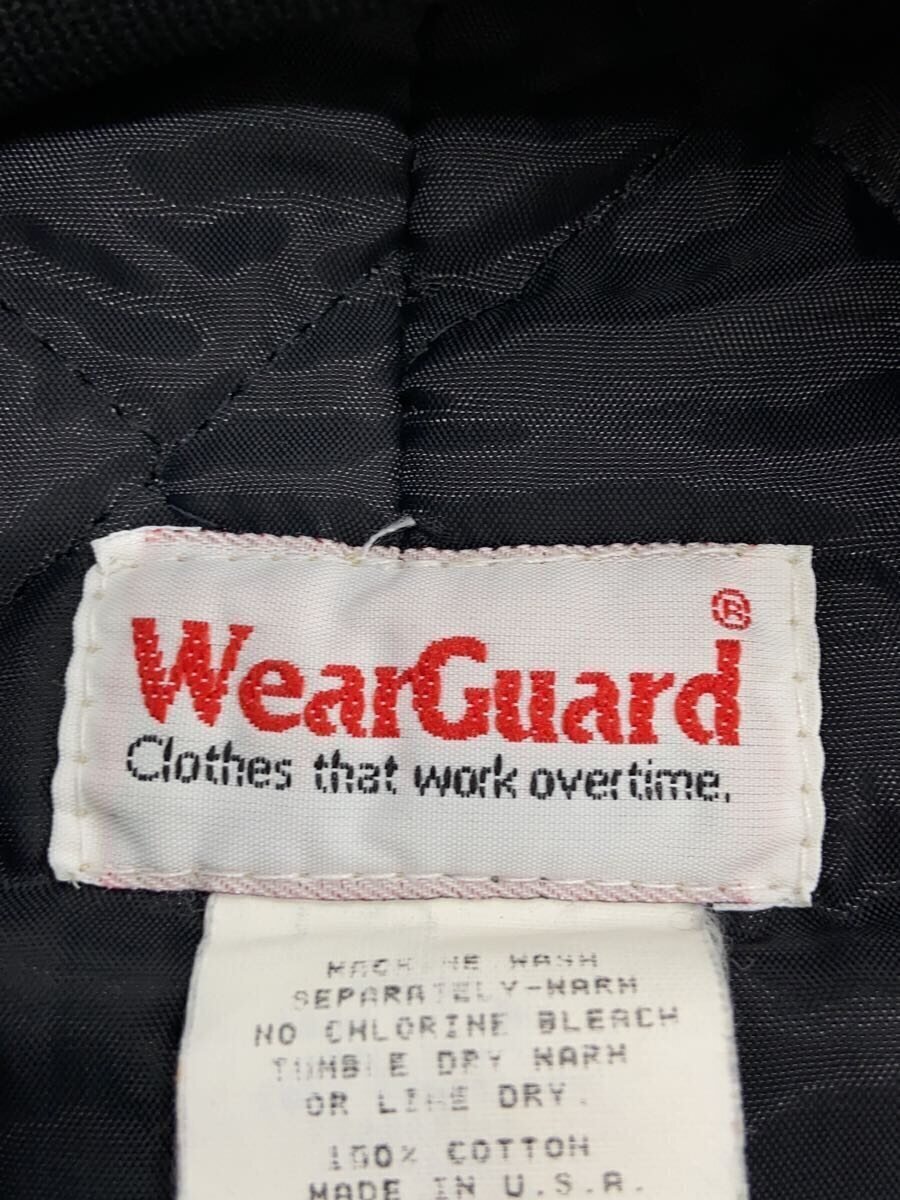 WearGuard®
Clothes that work overtime.
MACHINE WASH
SEPARATELY-WARM
NO CHLORINE BLEACH
TUMBLE DRY WARM
OR LINE DRY.
100% COTTON
MADE IN U.S.A.